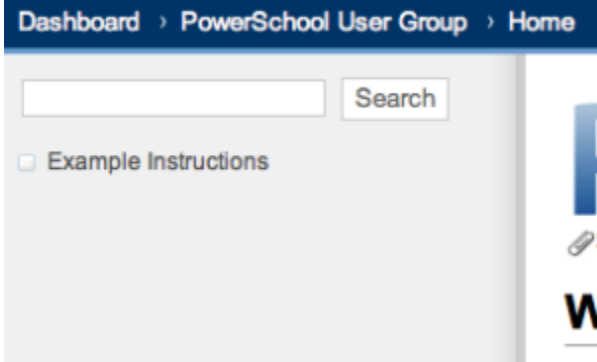 Dashboard › PowerSchool User Group › Home
Search
Example Instructions